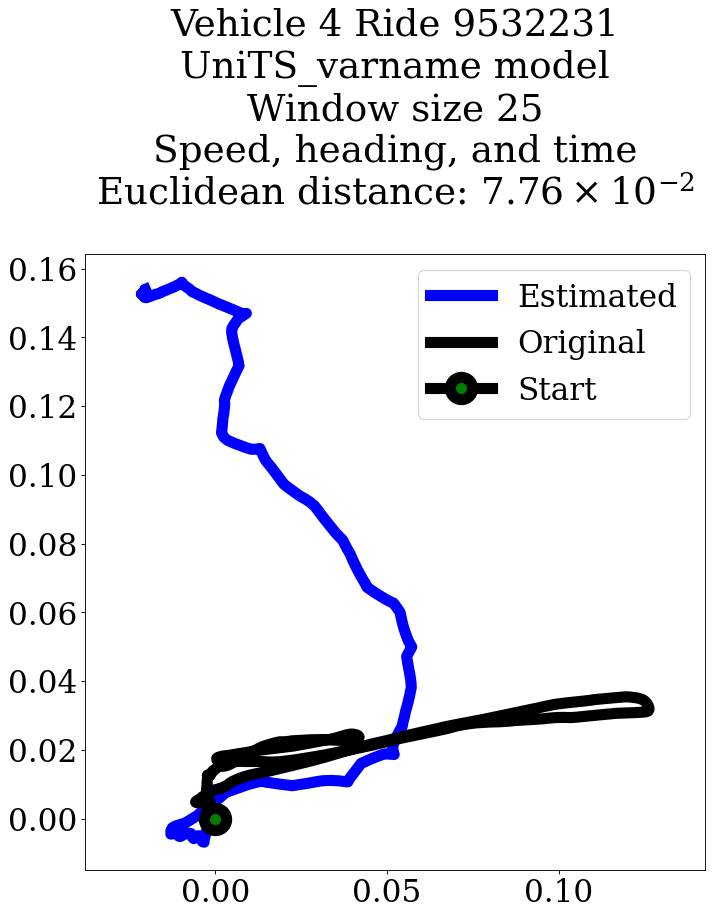 Vehicle 4 Ride 9532231
UniTS_varname model
Window size 25
Speed, heading, and time
Euclidean distance: 7.76 × 10⁻²
0.16
0.14
0.12
0.10
0.08
0.06
0.04
0.02
0.00
Estimated
Original
Start
0.00 0.05 0.10